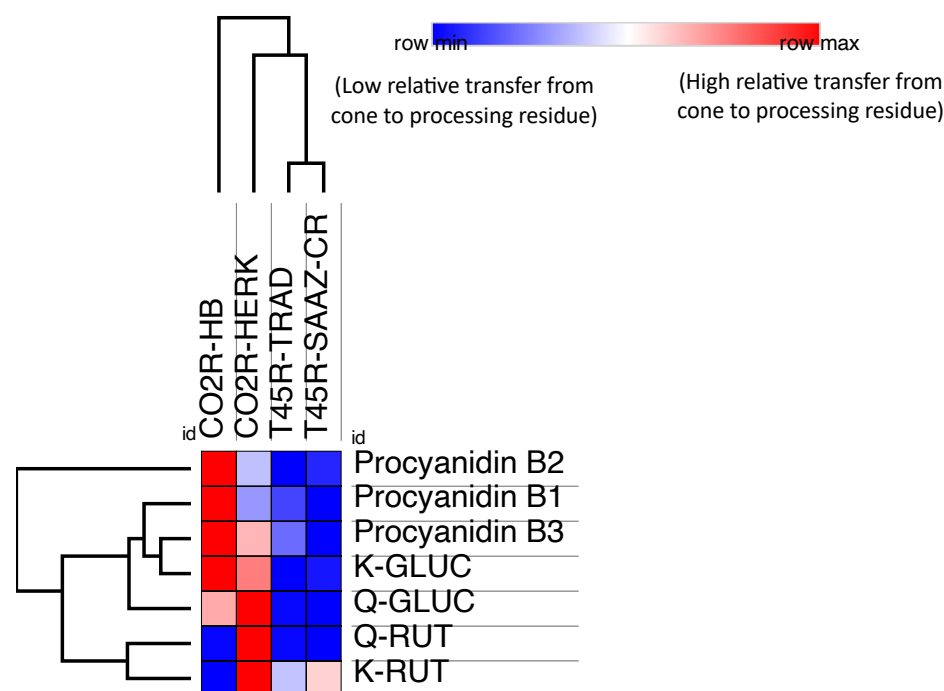 row min
row max
(Low relative transfer from
cone to processing residue)
(High relative transfer from
cone to processing residue)
CO2R-HB
CO2R-HERK
T45R-TRAD
T45R-SAAZ-CR
id
id
Procyanidin B2
Procyanidin B1
Procyanidin B3
K-GLUC
Q-GLUC
Q-RUT
K-RUT